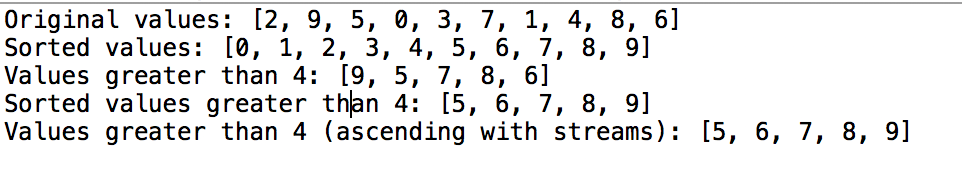 Original values: [2, 9, 5, 0, 3, 7, 1, 4, 8, 6]
Sorted values: [0, 1, 2, 3, 4, 5, 6, 7, 8, 9]
Values greater than 4: [9, 5, 7, 8, 6]
Sorted values greater than 4: [5, 6, 7, 8, 9]
Values greater than 4 (ascending with streams): [5, 6, 7, 8, 9]